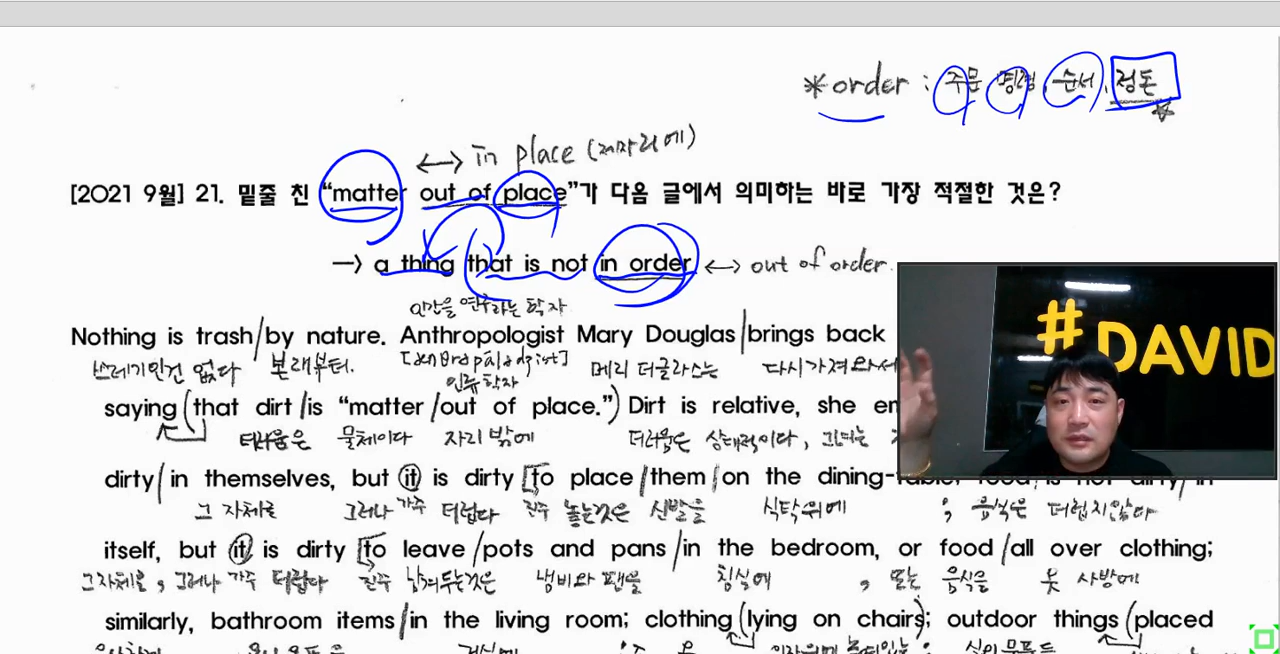 *order : 주문, 명령, 순서, 정돈
↔ in place (제자리에)
[2021 9월] 21. 밑줄 친 “matter out of place”가 다음 글에서 의미하는 바로 가장 적절한 것은?
→ a thing that is not in order ↔ out of order.
인간을 연구하는 학자
#DAVID
Nothing is trash/by nature. Anthropologist Mary Douglas/brings back
쓰레기인건 없다 본래부터. 메리 더글라스는 다시가져와서
인류학자
saying (that dirt/is “matter/out of place.”) Dirt is relative, she em
더러움은 물체이다 자리 밖에 더러움은 상대적이다, 그녀는
dirty/in themselves, but it is dirty [to place/them/on the dining-table; food/is not dirty/in
그 자체로 그러나 가주 더럽다 진주 놓는것은 신발을 식탁위에 ; 음식은 더럽지않다
itself, but it is dirty [to leave/pots and pans/in the bedroom, or food/all over clothing;
그자체로, 그러나 가주 더럽다 진주 남겨두는것은 냄비와 팬을 침실에 , 또는 음식을 옷 사방에
similarly, bathroom items/in the living room; clothing (lying on chairs); outdoor things (placed